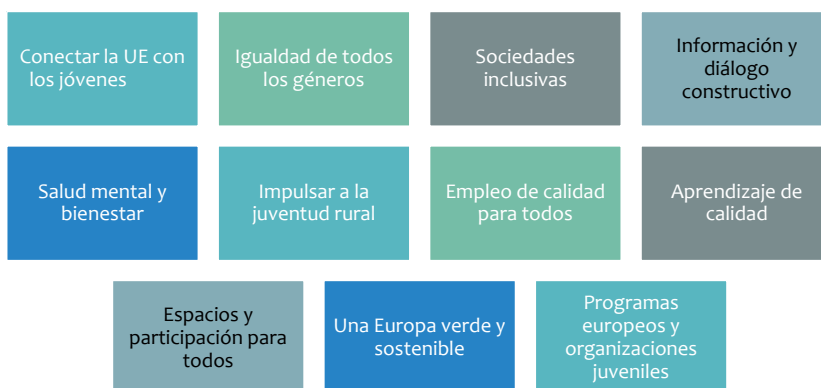 Conectar la UE con
los jóvenes
Igualdad de todos
los géneros
Sociedades
inclusivas
Información y
diálogo
constructivo
Salud mental y
bienestar
Impulsar a la
juventud rural
Empleo de calidad
para todos
Aprendizaje de
calidad
Espacios y
participación para
todos
Una Europa verde y
sostenible
Programas
europeos y
organizaciones
juveniles